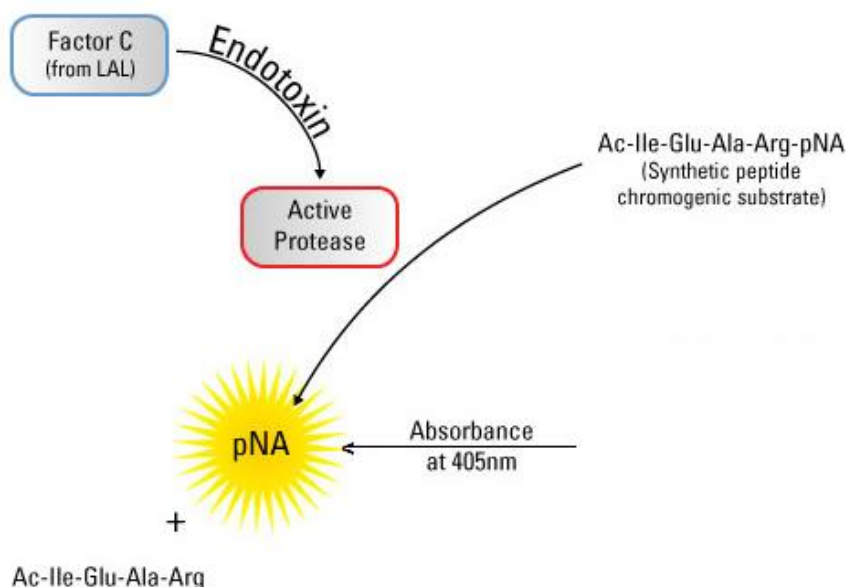 Factor C
(from LAL)
Endotoxin
Ac-Ile-Glu-Ala-Arg-pNA
(Synthetic peptide
chromogenic substrate)
Active
Protease
pNA
Absorbance
at 405nm
+
Ac-Ile-Glu-Ala-Arg